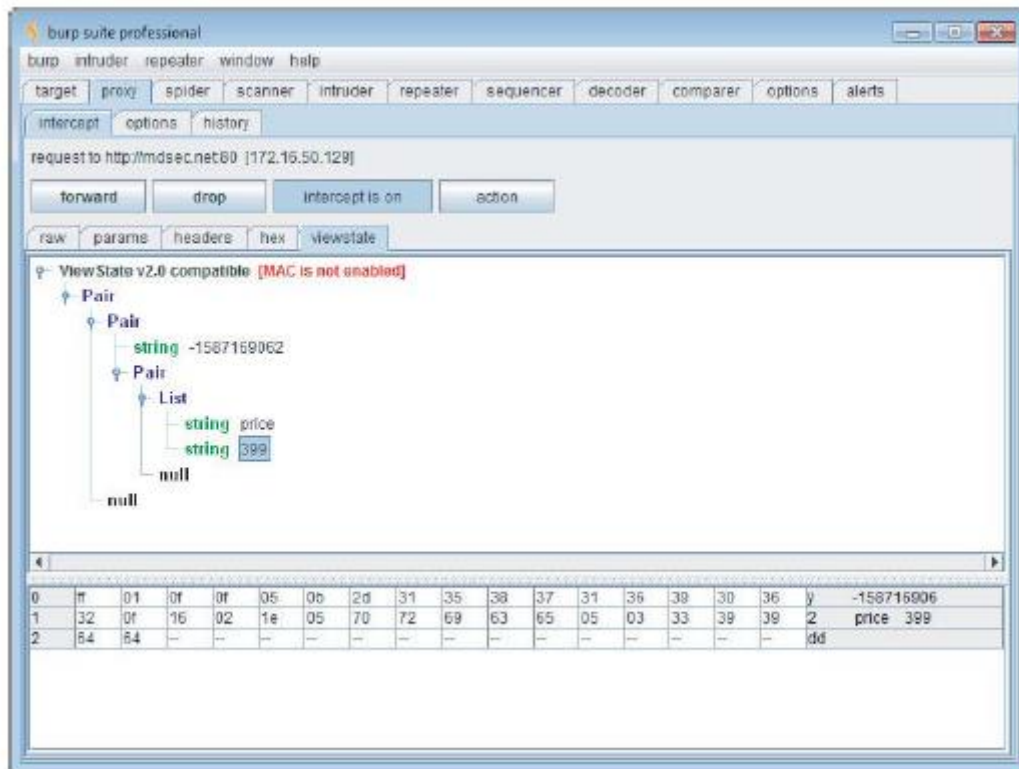 burp suite professional
burp intruder repeater window help
target proxy spider scanner intruder repeater sequencer decoder comparer options alerts
intercept options history
request to http://mdsec.net:80 [172.16.50.129]
forward drop intercept is on action
raw params headers hex viewstate
ViewState v2.0 compatible [MAC is not enabled]
Pair
Pair
string -1587169062
Pair
List
string price
string 399
null
null
0 ff 01 0f 0f 05 0b 2d 31 35 38 37 31 36 39 30 36 y -158716906
1 32 0f 16 02 1e 05 70 72 69 63 65 05 03 33 39 39 2 price 399
2 64 64 -- -- -- -- -- -- -- -- -- -- -- -- -- -- dd